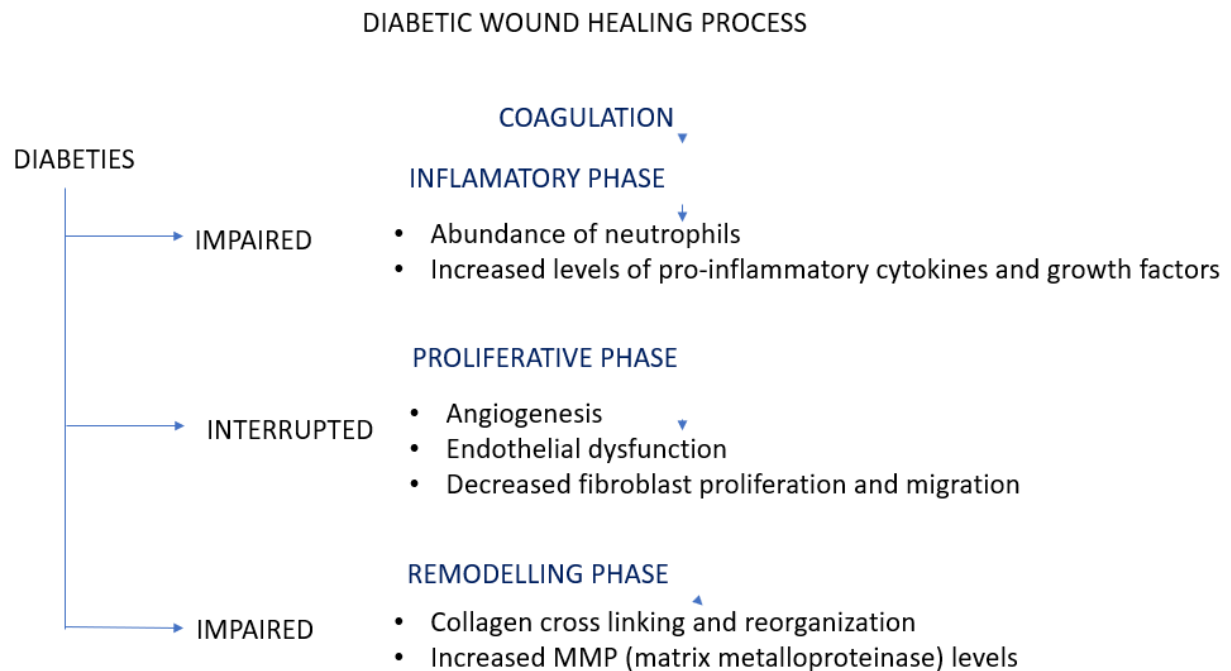 DIABETIC WOUND HEALING PROCESS
COAGULATION
DIABETIES
INFLAMATORY PHASE
IMPAIRED
• Abundance of neutrophils
• Increased levels of pro-inflammatory cytokines and growth factors
PROLIFERATIVE PHASE
INTERRUPTED
• Angiogenesis
• Endothelial dysfunction
• Decreased fibroblast proliferation and migration
REMODELLING PHASE
IMPAIRED
• Collagen cross linking and reorganization
• Increased MMP (matrix metalloproteinase) levels